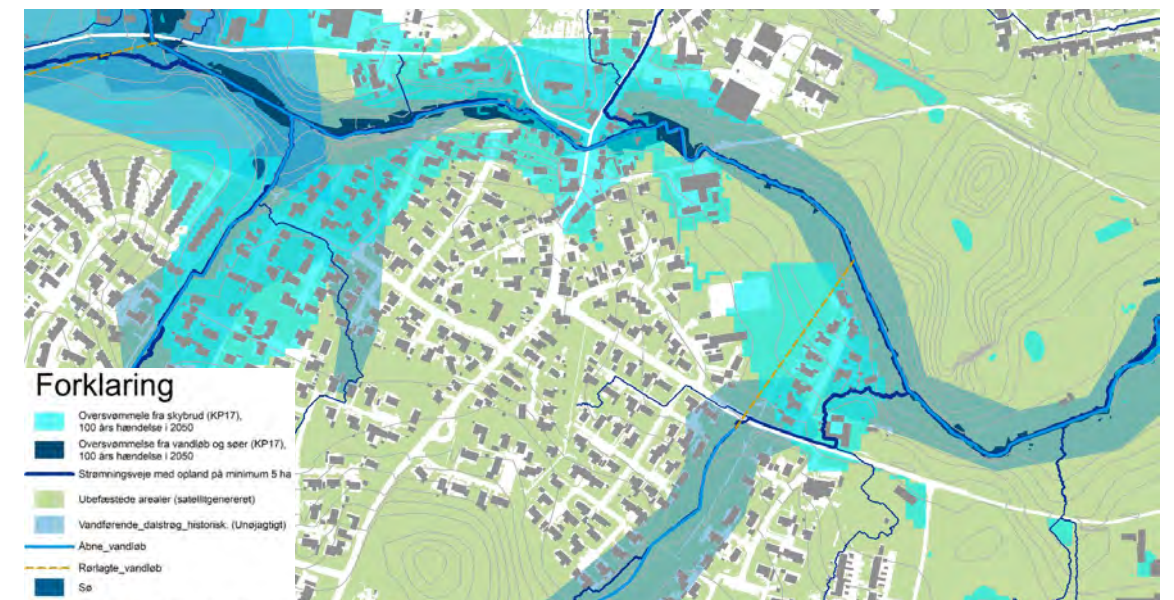 Forklaring
Oversvømmele fra skybrud (KP17),
100 års hændelse i 2050
Oversvømmelse fra vandløb og søer (KP17),
100 års hændelse i 2050
Strømningsveje med opland på minimum 5 ha
Ubefæstede arealer (satellitgenereret)
Vandførende_dalstrøg_historisk. (Unøjagtigt)
Åbne_vandløb
Rørlagte_vandløb
Sø